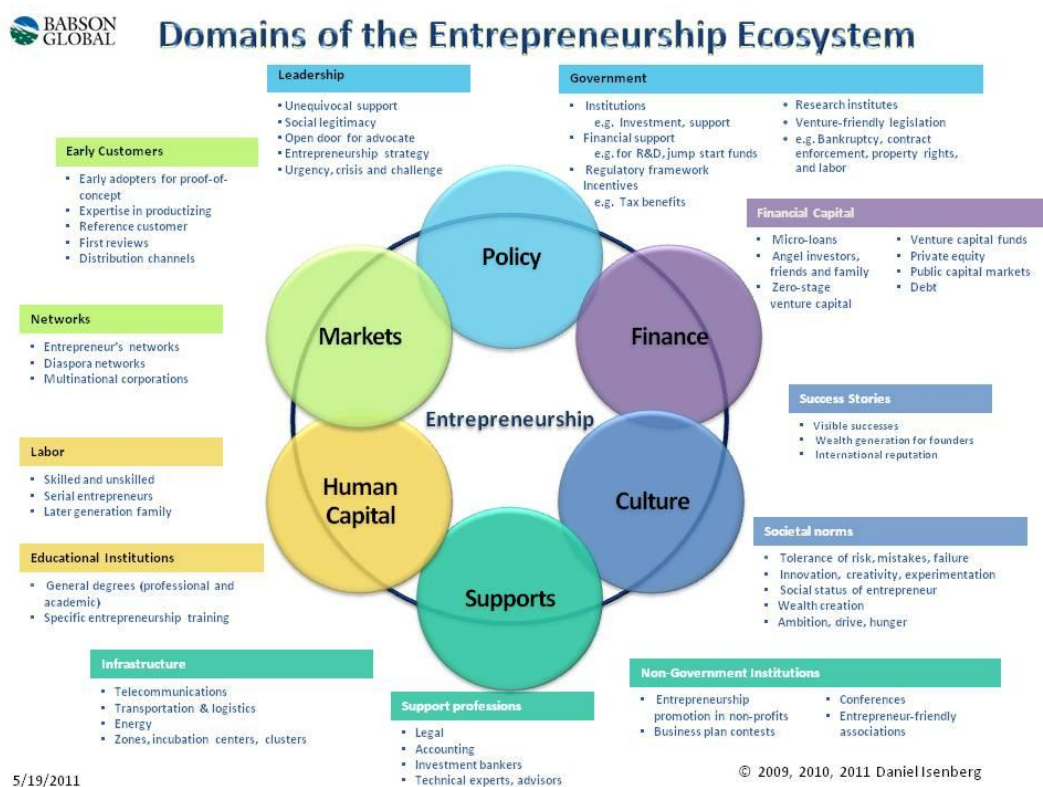 BABSON
GLOBAL
Domains of the Entrepreneurship Ecosystem
Leadership
▪ Unequivocal support
▪ Social legitimacy
▪ Open door for advocate
▪ Entrepreneurship strategy
▪ Urgency, crisis and challenge
Government
▪ Institutions
e.g. Investment, support
▪ Financial support
e.g. for R&D, jump start funds
▪ Regulatory framework
Incentives
e.g. Tax benefits
• Research institutes
• Venture-friendly legislation
• e.g. Bankruptcy, contract
enforcement, property rights,
and labor
Early Customers
▪ Early adopters for proof-of-
concept
▪ Expertise in productizing
▪ Reference customer
▪ First reviews
▪ Distribution channels
Financial Capital
▪ Micro-loans
▪ Angel investors,
friends and family
▪ Zero-stage
venture capital
▪ Venture capital funds
▪ Private equity
▪ Public capital markets
▪ Debt
Networks
▪ Entrepreneur's networks
▪ Diaspora networks
▪ Multinational corporations
Policy
Markets
Finance
Entrepreneurship
Human
Capital
Culture
Supports
Success Stories
▪ Visible successes
▪ Wealth generation for founders
▪ International reputation
Labor
▪ Skilled and unskilled
▪ Serial entrepreneurs
▪ Later generation family
Societal norms
▪ Tolerance of risk, mistakes, failure
▪ Innovation, creativity, experimentation
▪ Social status of entrepreneur
▪ Wealth creation
▪ Ambition, drive, hunger
Educational Institutions
▪ General degrees (professional and
academic)
▪ Specific entrepreneurship training
Infrastructure
▪ Telecommunications
▪ Transportation & logistics
▪ Energy
▪ Zones, incubation centers, clusters
Support professions
▪ Legal
▪ Accounting
▪ Investment bankers
▪ Technical experts, advisors
Non-Government Institutions
▪ Entrepreneurship
promotion in non-profits
▪ Business plan contests
▪ Conferences
▪ Entrepreneur-friendly
associations
5/19/2011
© 2009, 2010, 2011 Daniel Isenberg